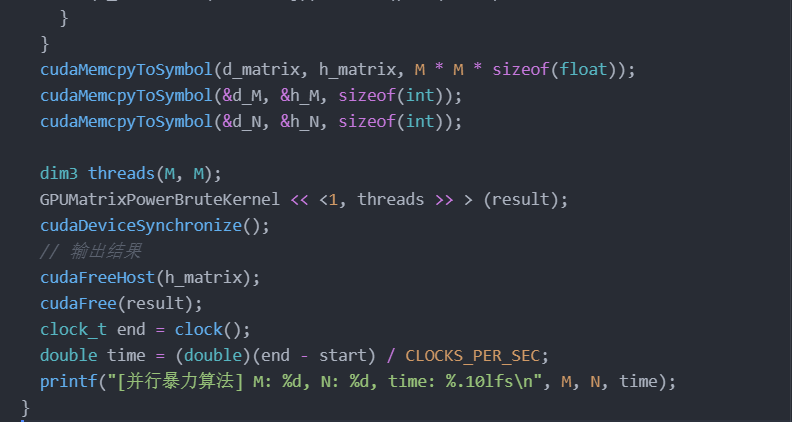 }
}
cudaMemcpyToSymbol(d_matrix, h_matrix, M * M * sizeof(float));
cudaMemcpyToSymbol(&d_M, &h_M, sizeof(int));
cudaMemcpyToSymbol(&d_N, &h_N, sizeof(int));
dim3 threads(M, M);
GPUMatrixPowerBruteKernel << <1, threads >> > (result);
cudaDeviceSynchronize();
// 输出结果
cudaFreeHost(h_matrix);
cudaFree(result);
clock_t end = clock();
double time = (double)(end - start) / CLOCKS_PER_SEC;
printf("[并行暴力算法] M: %d, N: %d, time: %.10lfs\n", M, N, time);
}